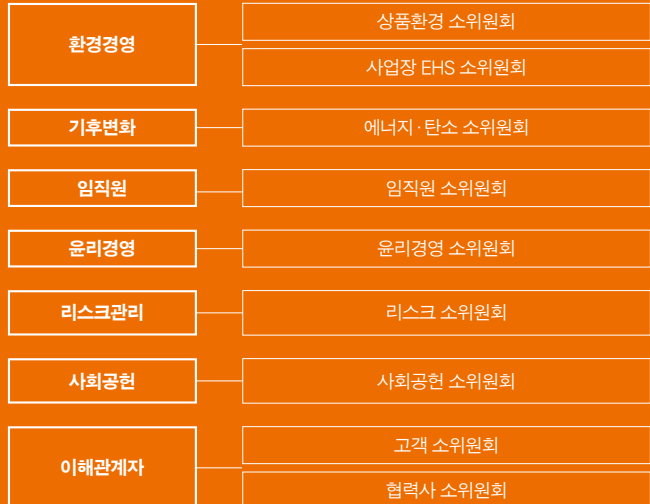 환경경영
상품환경 소위원회
사업장 EHS 소위원회
기후변화
에너지·탄소 소위원회
임직원
임직원 소위원회
윤리경영
윤리경영 소위원회
리스크관리
리스크 소위원회
사회공헌
사회공헌 소위원회
이해관계자
고객 소위원회
협력사 소위원회